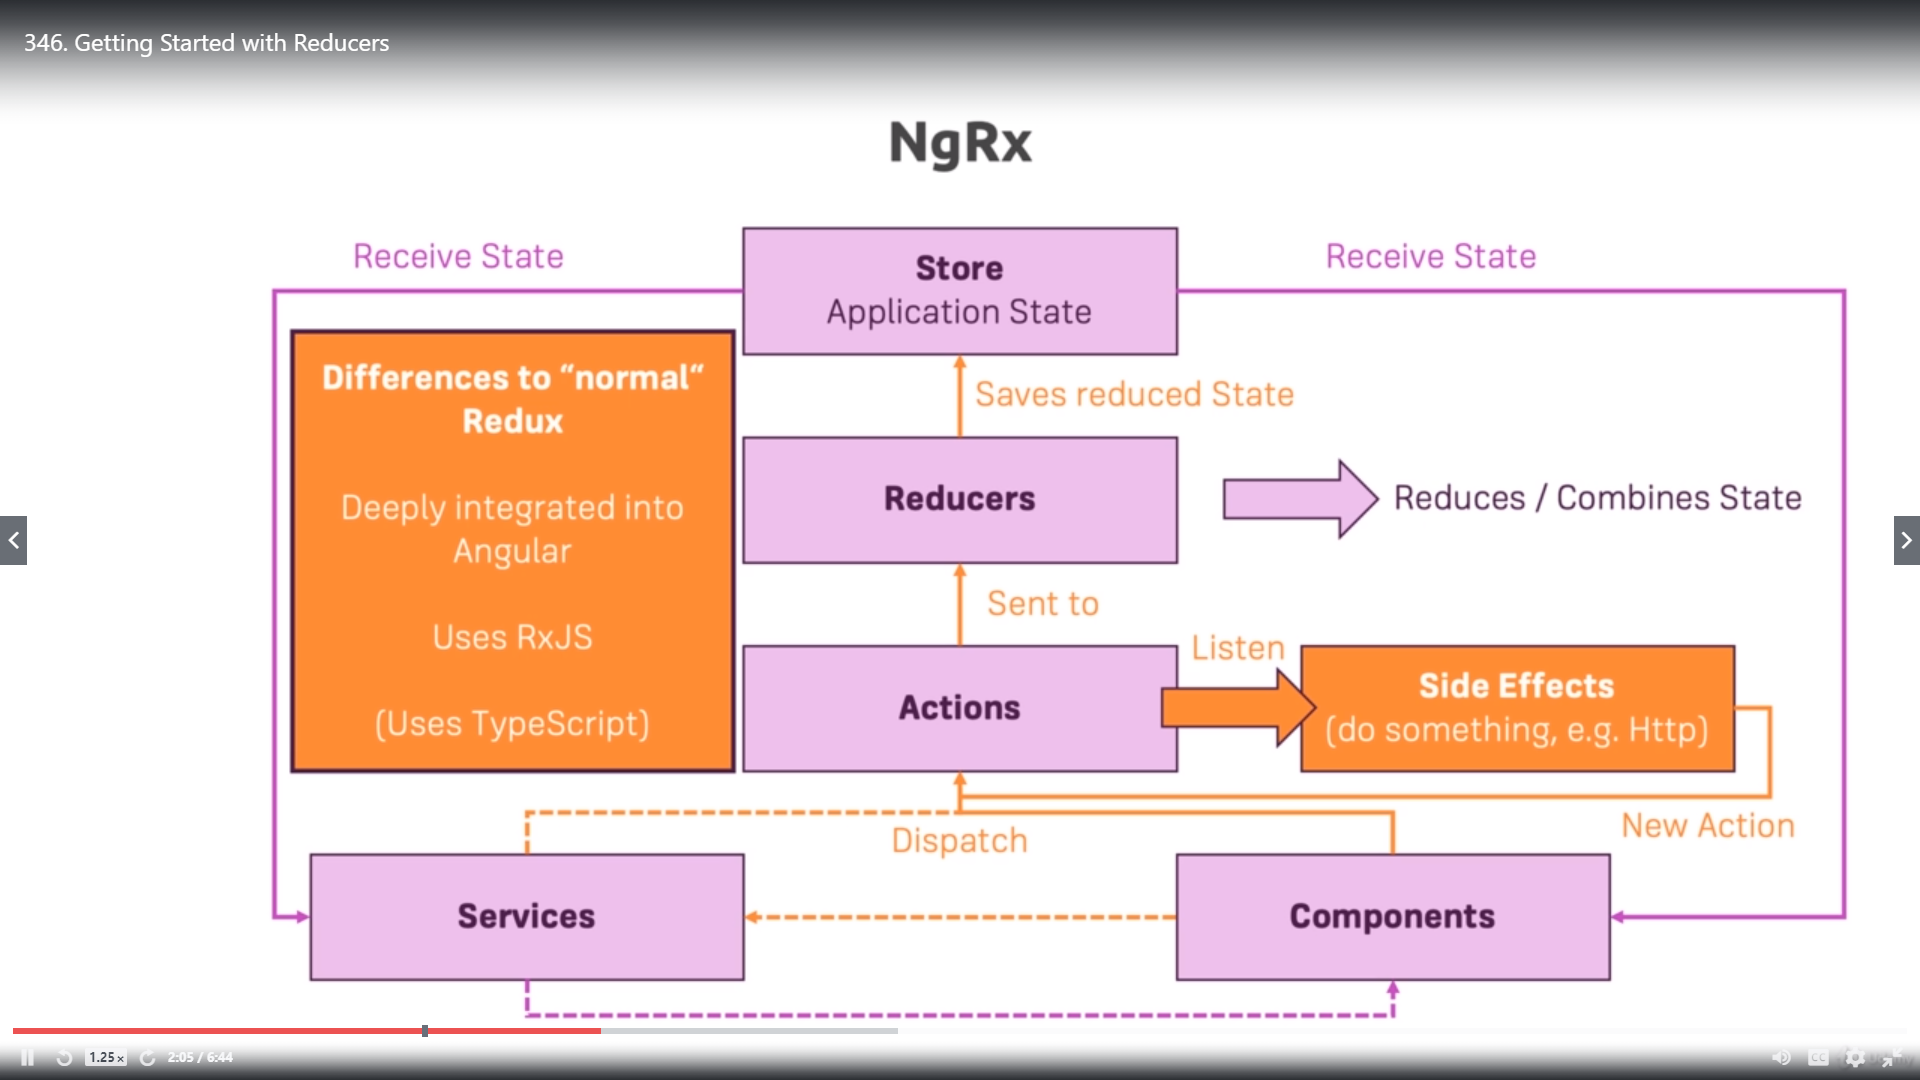 346. Getting Started with Reducers
NgRx
Receive State
Store
Application State
Receive State
Differences to “normal“
Redux
Deeply integrated into
Angular
Uses RxJS
(Uses TypeScript)
Saves reduced State
Reducers
Reduces / Combines State
Sent to
Actions
Listen
Side Effects
(do something, e.g. Http)
New Action
Dispatch
Services
Components
1.25x
2:05 / 6:44
CC